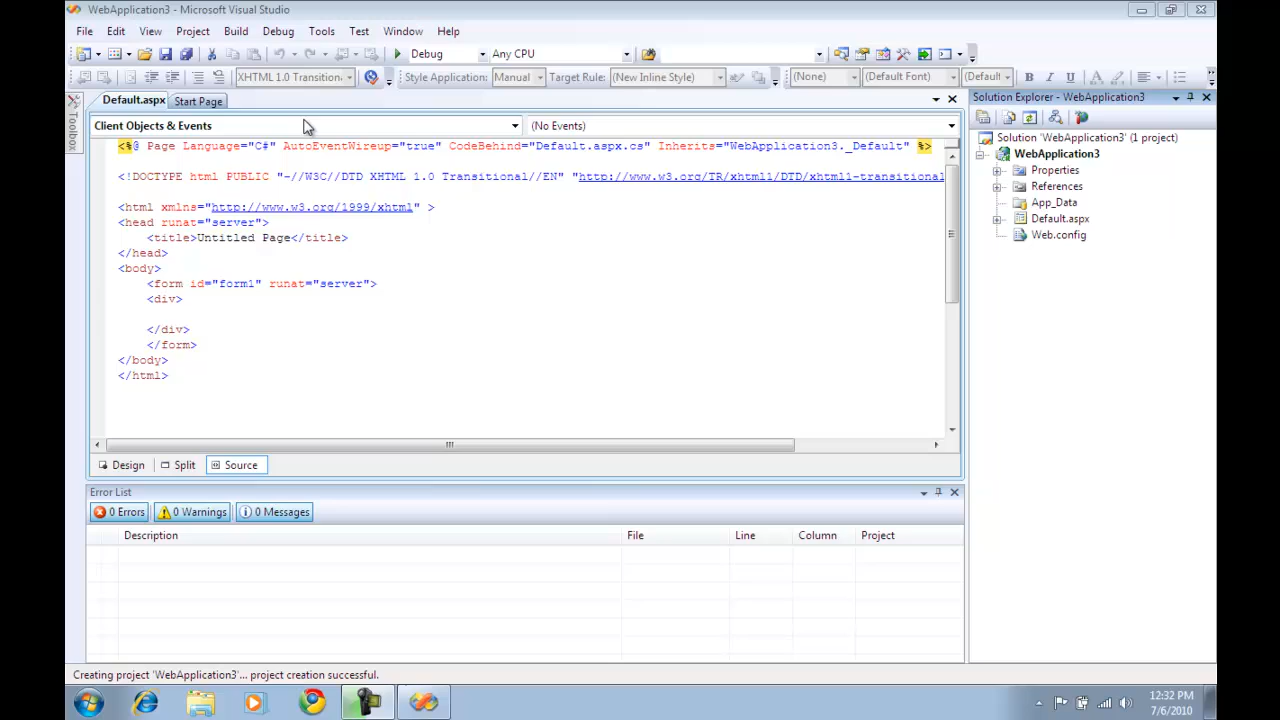 WebApplication3 - Microsoft Visual Studio
File Edit View Project Build Debug Tools Test Window Help
Debug Any CPU
XHTML 1.0 Transition Style Application: Manual Target Rule: (New Inline Style) (None) (Default Font) (Default B I U A
Toolbox
Default.aspx Start Page
Client Objects & Events (No Events)
<%@ Page Language="C#" AutoEventWireup="true" CodeBehind="Default.aspx.cs" Inherits="WebApplication3._Default" %>
<!DOCTYPE html PUBLIC "-//W3C//DTD XHTML 1.0 Transitional//EN" "http://www.w3.org/TR/xhtml1/DTD/xhtml1-transitional
<html xmlns="http://www.w3.org/1999/xhtml" >
<head runat="server">
<title>Untitled Page</title>
</head>
<body>
<form id="form1" runat="server">
<div>
</div>
</form>
</body>
</html>
Design Split Source
Solution Explorer - WebApplication3
Solution 'WebApplication3' (1 project)
WebApplication3
Properties
References
App_Data
Default.aspx
Web.config
Error List
0 Errors 0 Warnings 0 Messages
Description File Line Column Project
Creating project 'WebApplication3'... project creation successful.
12:32 PM
7/6/2010